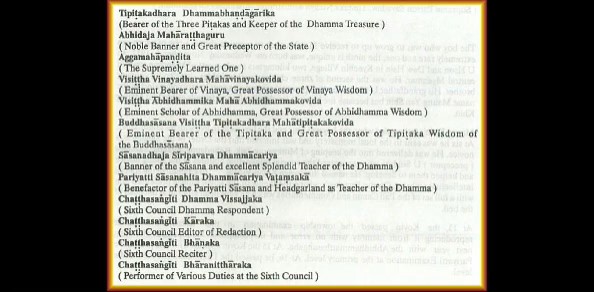 Tipiṭakadhara Dhammabhaṇḍāgārika
(Bearer of the Three Piṭakas and Keeper of the Dhamma Treasure )
Abhidaja Mahāraṭṭhaguru
( Noble Banner and Great Preceptor of the State )
Aggamahāpaṇḍita
( The Supremely Learned One )
Visiṭṭha Vinayadhara Mahāvinayakovida
( Eminent Bearer of Vinaya, Great Possessor of Vinaya Wisdom )
Visiṭṭha Abhidhammika Mahā Abhidhammakovida
( Eminent Scholar of Abhidhamma, Great Possessor of Abhidhamma Wisdom )
Buddhasāsana Visiṭṭha Tipiṭakadhara Mahātipiṭakakovida
( Eminent Bearer of the Tipiṭaka and Great Possessor of Tipiṭaka Wisdom of
the Buddhasāsana )
Sāsanadhaja Sīripavara Dhammācariya
( Banner of the Sāsana and excellent Splendid Teacher of the Dhamma )
Pariyatti Sāsanahita Dhammācariya Vaṭaṃsakā
( Benefactor of the Pariyatti Sāsana and Headgarland as Teacher of the Dhamma )
Chaṭṭhasaṅgīti Dhamma Vissajjaka
( Sixth Council Dhamma Respondent )
Chaṭṭhasaṅgīti Kāraka
( Sixth Council Editor of Redaction )
Chaṭṭhasaṅgīti Bhāṇaka
( Sixth Council Reciter )
Chaṭṭhasaṅgīti Bhāranittharaka
( Performer of Various Duties at the Sixth Council )